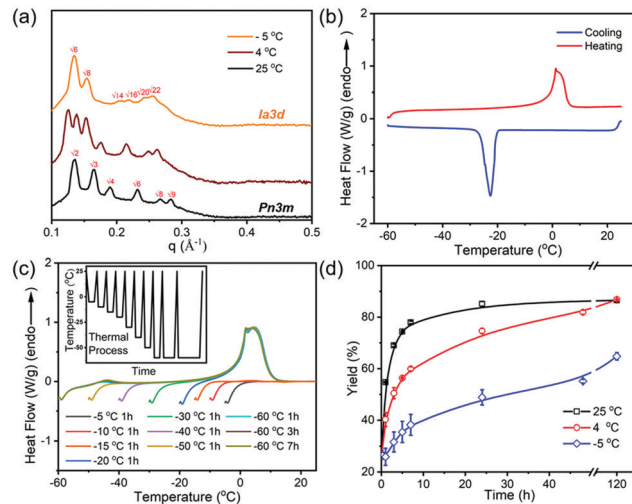 (a)
- 5 °C
4 °C
25 °C
√6
√8
√14
√16
√20
√22
Ia3d
√2
√3
√4
√6
√8
√9
Pn3m
0.1
0.2
0.3
0.4
0.5
q (Å⁻¹)
(b)
Cooling
Heating
Heat Flow (W/g) (endo→)
2
1
0
-1
-2
-60
-40
-20
0
20
Temperature (°C)
(c)
Heat Flow (W/g) (endo→)
1
0
-1
Temperature (°C)
25
0
-25
-50
Thermal
Process
Time
-5 °C 1h
-10 °C 1h
-15 °C 1h
-20 °C 1h
-30 °C 1h
-40 °C 1h
-50 °C 1h
-60 °C 1h
-60 °C 3h
-60 °C 7h
-60
-40
-20
0
20
Temperature (°C)
(d)
Yield (%)
100
80
60
40
20
25 °C
4 °C
-5 °C
0
10
20
30
40
120
Time (h)